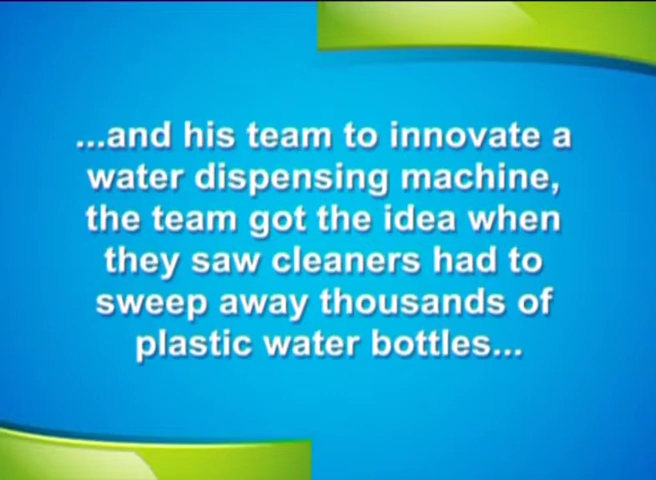 ...and his team to innovate a
water dispensing machine,
the team got the idea when
they saw cleaners had to
sweep away thousands of
plastic water bottles...